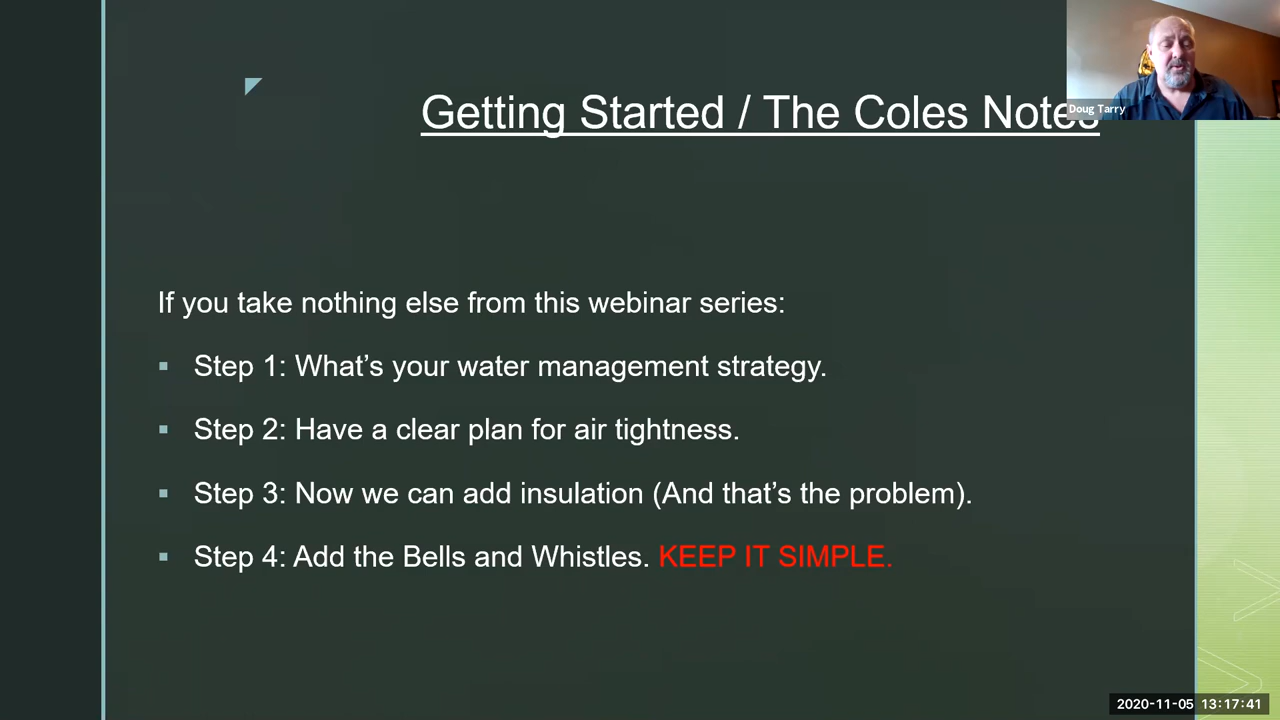 Getting Started / The Coles Notes
Doug Tarry
If you take nothing else from this webinar series:
▪ Step 1: What’s your water management strategy.
▪ Step 2: Have a clear plan for air tightness.
▪ Step 3: Now we can add insulation (And that’s the problem).
▪ Step 4: Add the Bells and Whistles. KEEP IT SIMPLE.
2020-11-05 13:17:41